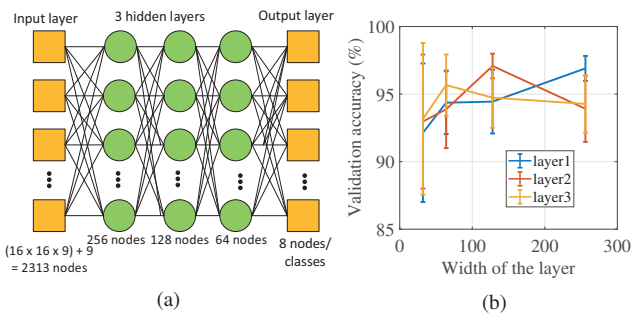 Input layer
3 hidden layers
Output layer
256 nodes
128 nodes
64 nodes
(16 x 16 x 9) + 9
= 2313 nodes
8 nodes/
classes
(a)
Validation accuracy (%)
100
95
90
85
layer1
layer2
layer3
0
100
200
300
Width of the layer
(b)